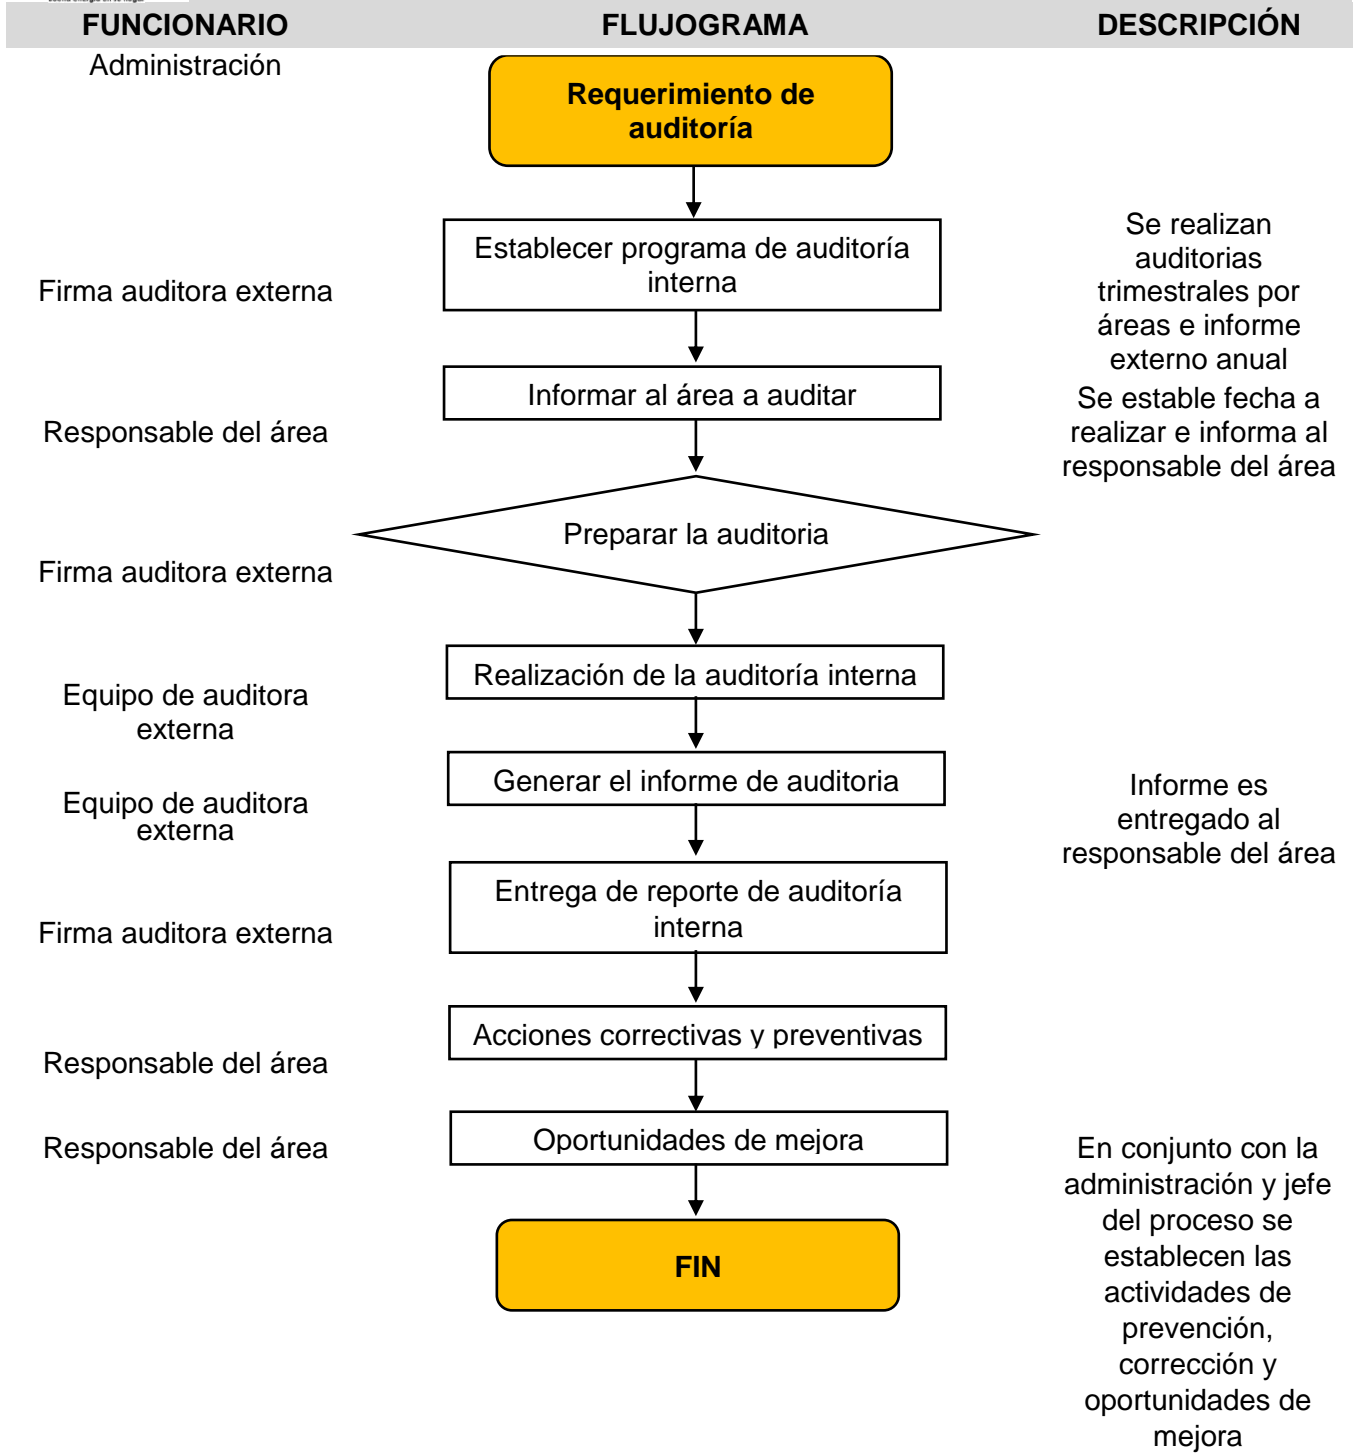 FUNCIONARIO
FLUJOGRAMA
DESCRIPCIÓN
Administración
Requerimiento de
auditoría
Firma auditora externa
Establecer programa de auditoría
interna
Se realizan
auditorias
trimestrales por
áreas e informe
externo anual
Responsable del área
Informar al área a auditar
Se estable fecha a
realizar e informa al
responsable del área
Firma auditora externa
Preparar la auditoria
Equipo de auditora
externa
Realización de la auditoría interna
Equipo de auditora
externa
Generar el informe de auditoria
Informe es
entregado al
responsable del área
Firma auditora externa
Entrega de reporte de auditoría
interna
Responsable del área
Acciones correctivas y preventivas
Responsable del área
Oportunidades de mejora
En conjunto con la
administración y jefe
del proceso se
establecen las
actividades de
prevención,
corrección y
oportunidades de
mejora
FIN